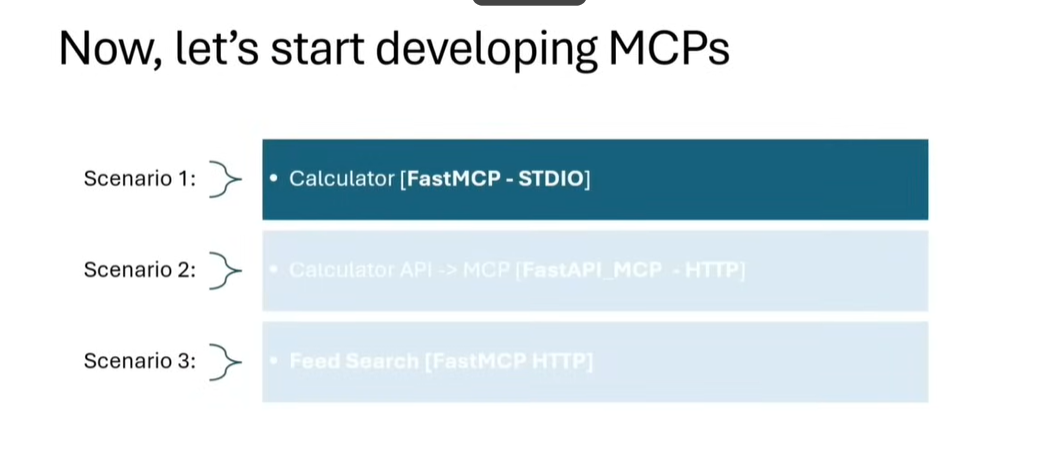 Now, let's start developing MCPs
Scenario 1:
• Calculator [FastMCP - STDIO]
Scenario 2:
• Calculator API -> MCP [FastAPI_MCP - HTTP]
Scenario 3:
• Feed Search [FastMCP HTTP]